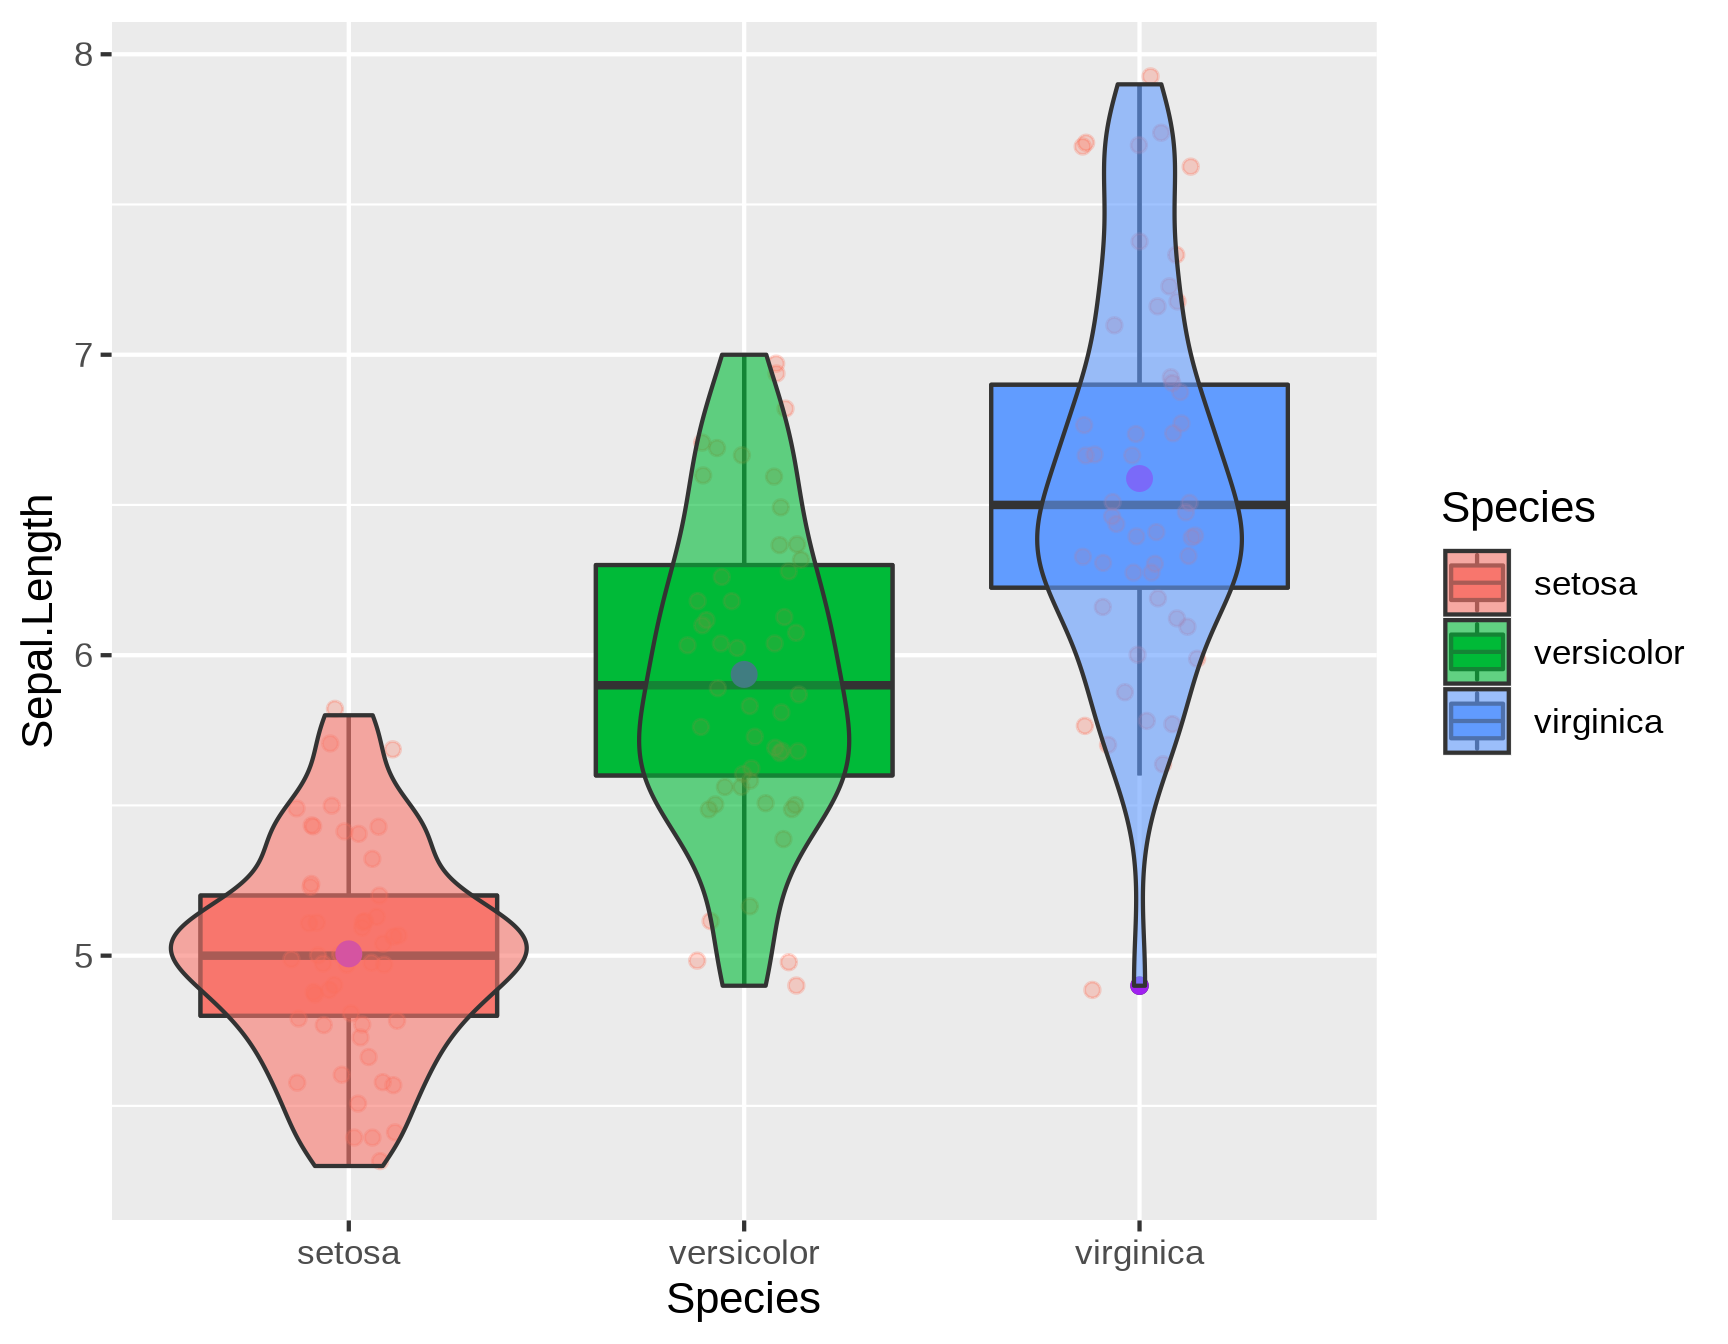 8
7
6
5
Sepal.Length
setosa
versicolor
virginica
Species
Species
setosa
versicolor
virginica